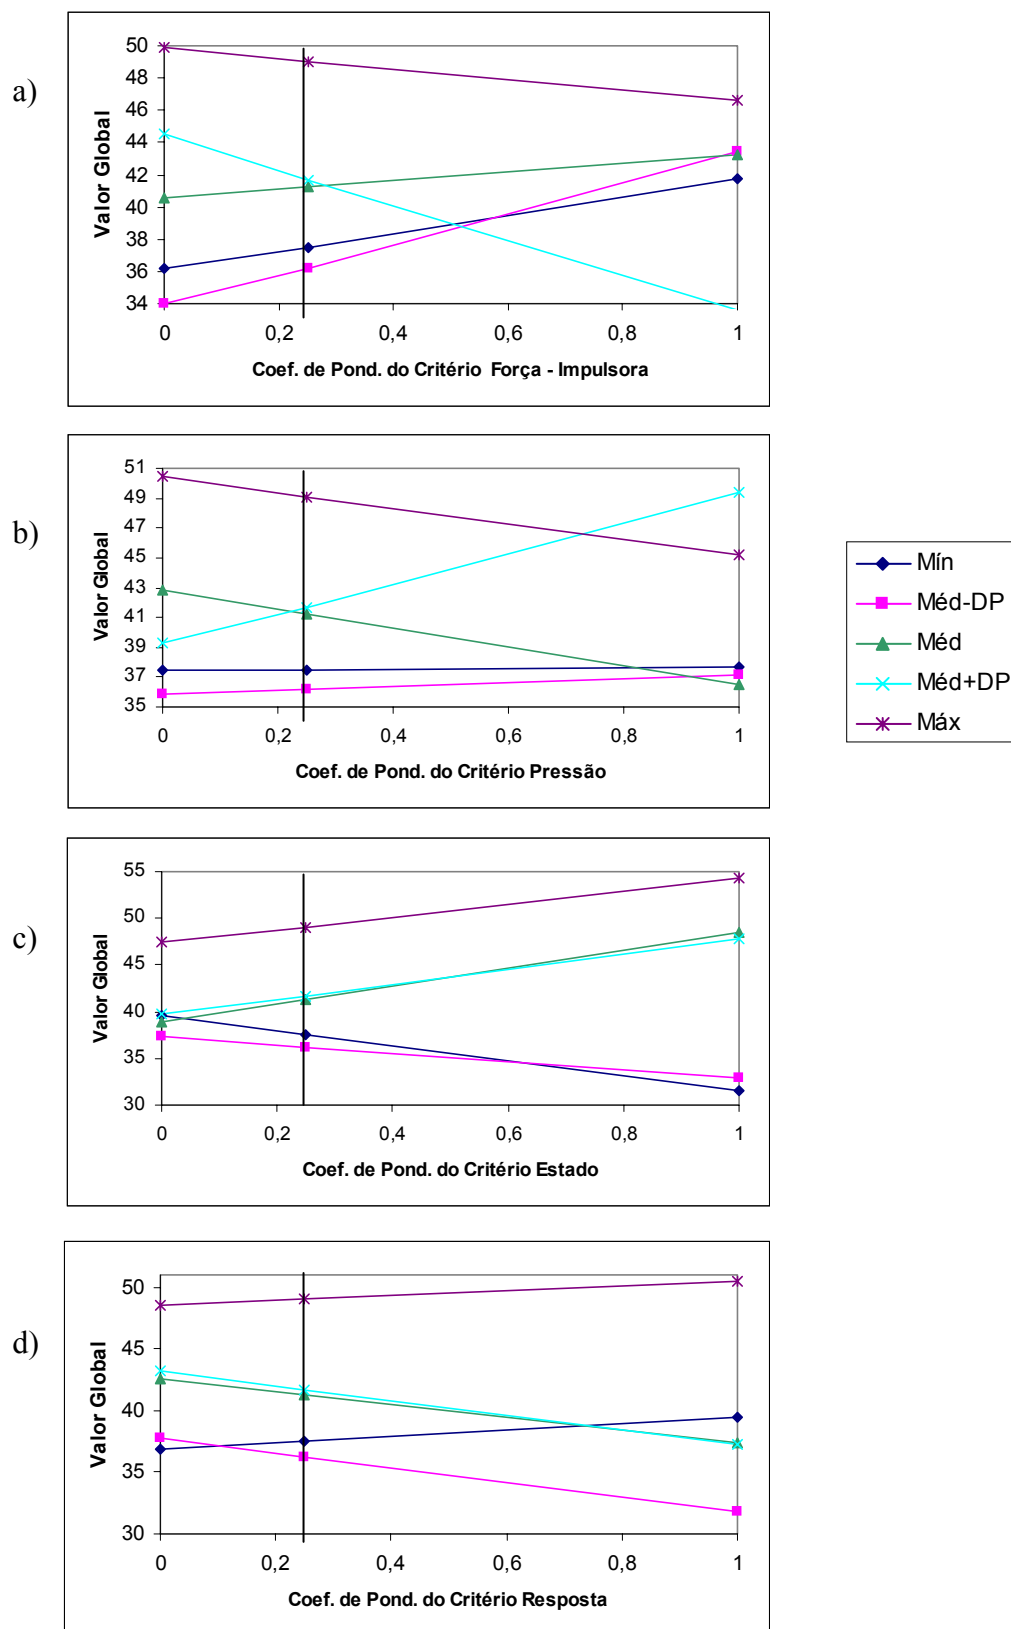 a)
Valor Global
50
48
46
44
42
40
38
36
34
0 0,2 0,4 0,6 0,8 1
Coef. de Pond. do Critério Força - Impulsora
b)
Valor Global
51
49
47
45
43
41
39
37
35
0 0,2 0,4 0,6 0,8 1
Coef. de Pond. do Critério Pressão
Mín
Méd-DP
Méd
Méd+DP
Máx
c)
Valor Global
55
50
45
40
35
30
0 0,2 0,4 0,6 0,8 1
Coef. de Pond. do Critério Estado
d)
Valor Global
50
45
40
35
30
0 0,2 0,4 0,6 0,8 1
Coef. de Pond. do Critério Resposta